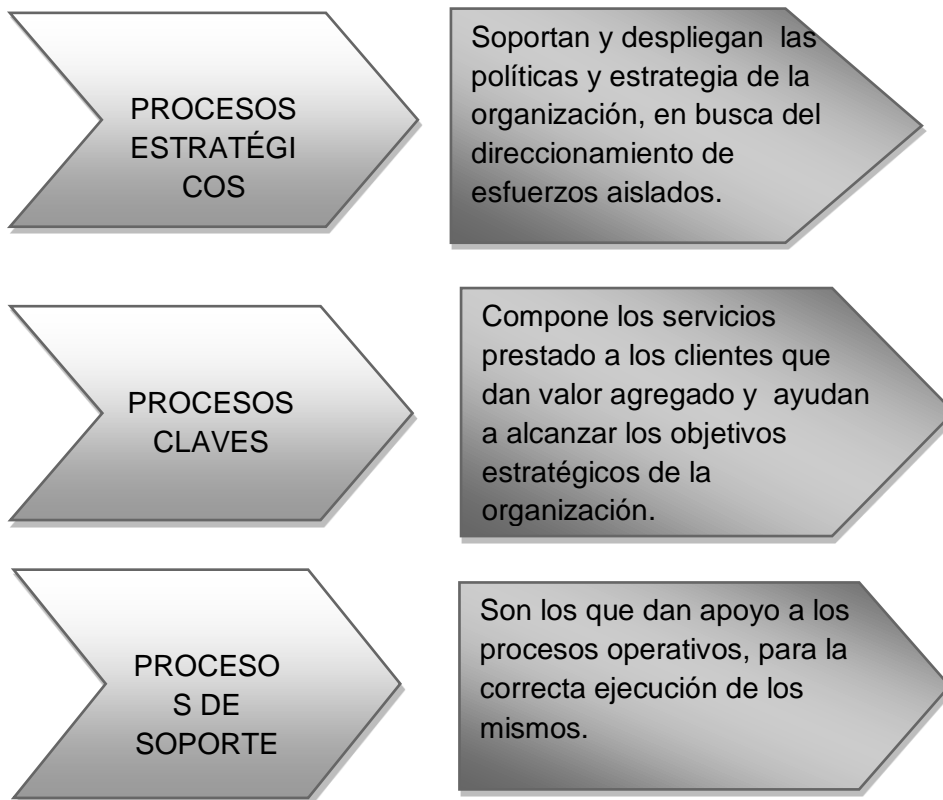 PROCESOS
ESTRATÉGI
COS
Soportan y despliegan  las
políticas y estrategia de la
organización, en busca del
direccionamiento de
esfuerzos aislados.
PROCESOS
CLAVES
Compone los servicios
prestado a los clientes que
dan valor agregado y  ayudan
a alcanzar los objetivos
estratégicos de la
organización.
PROCESO
S DE
SOPORTE
Son los que dan apoyo a los
procesos operativos, para la
correcta ejecución de los
mismos.